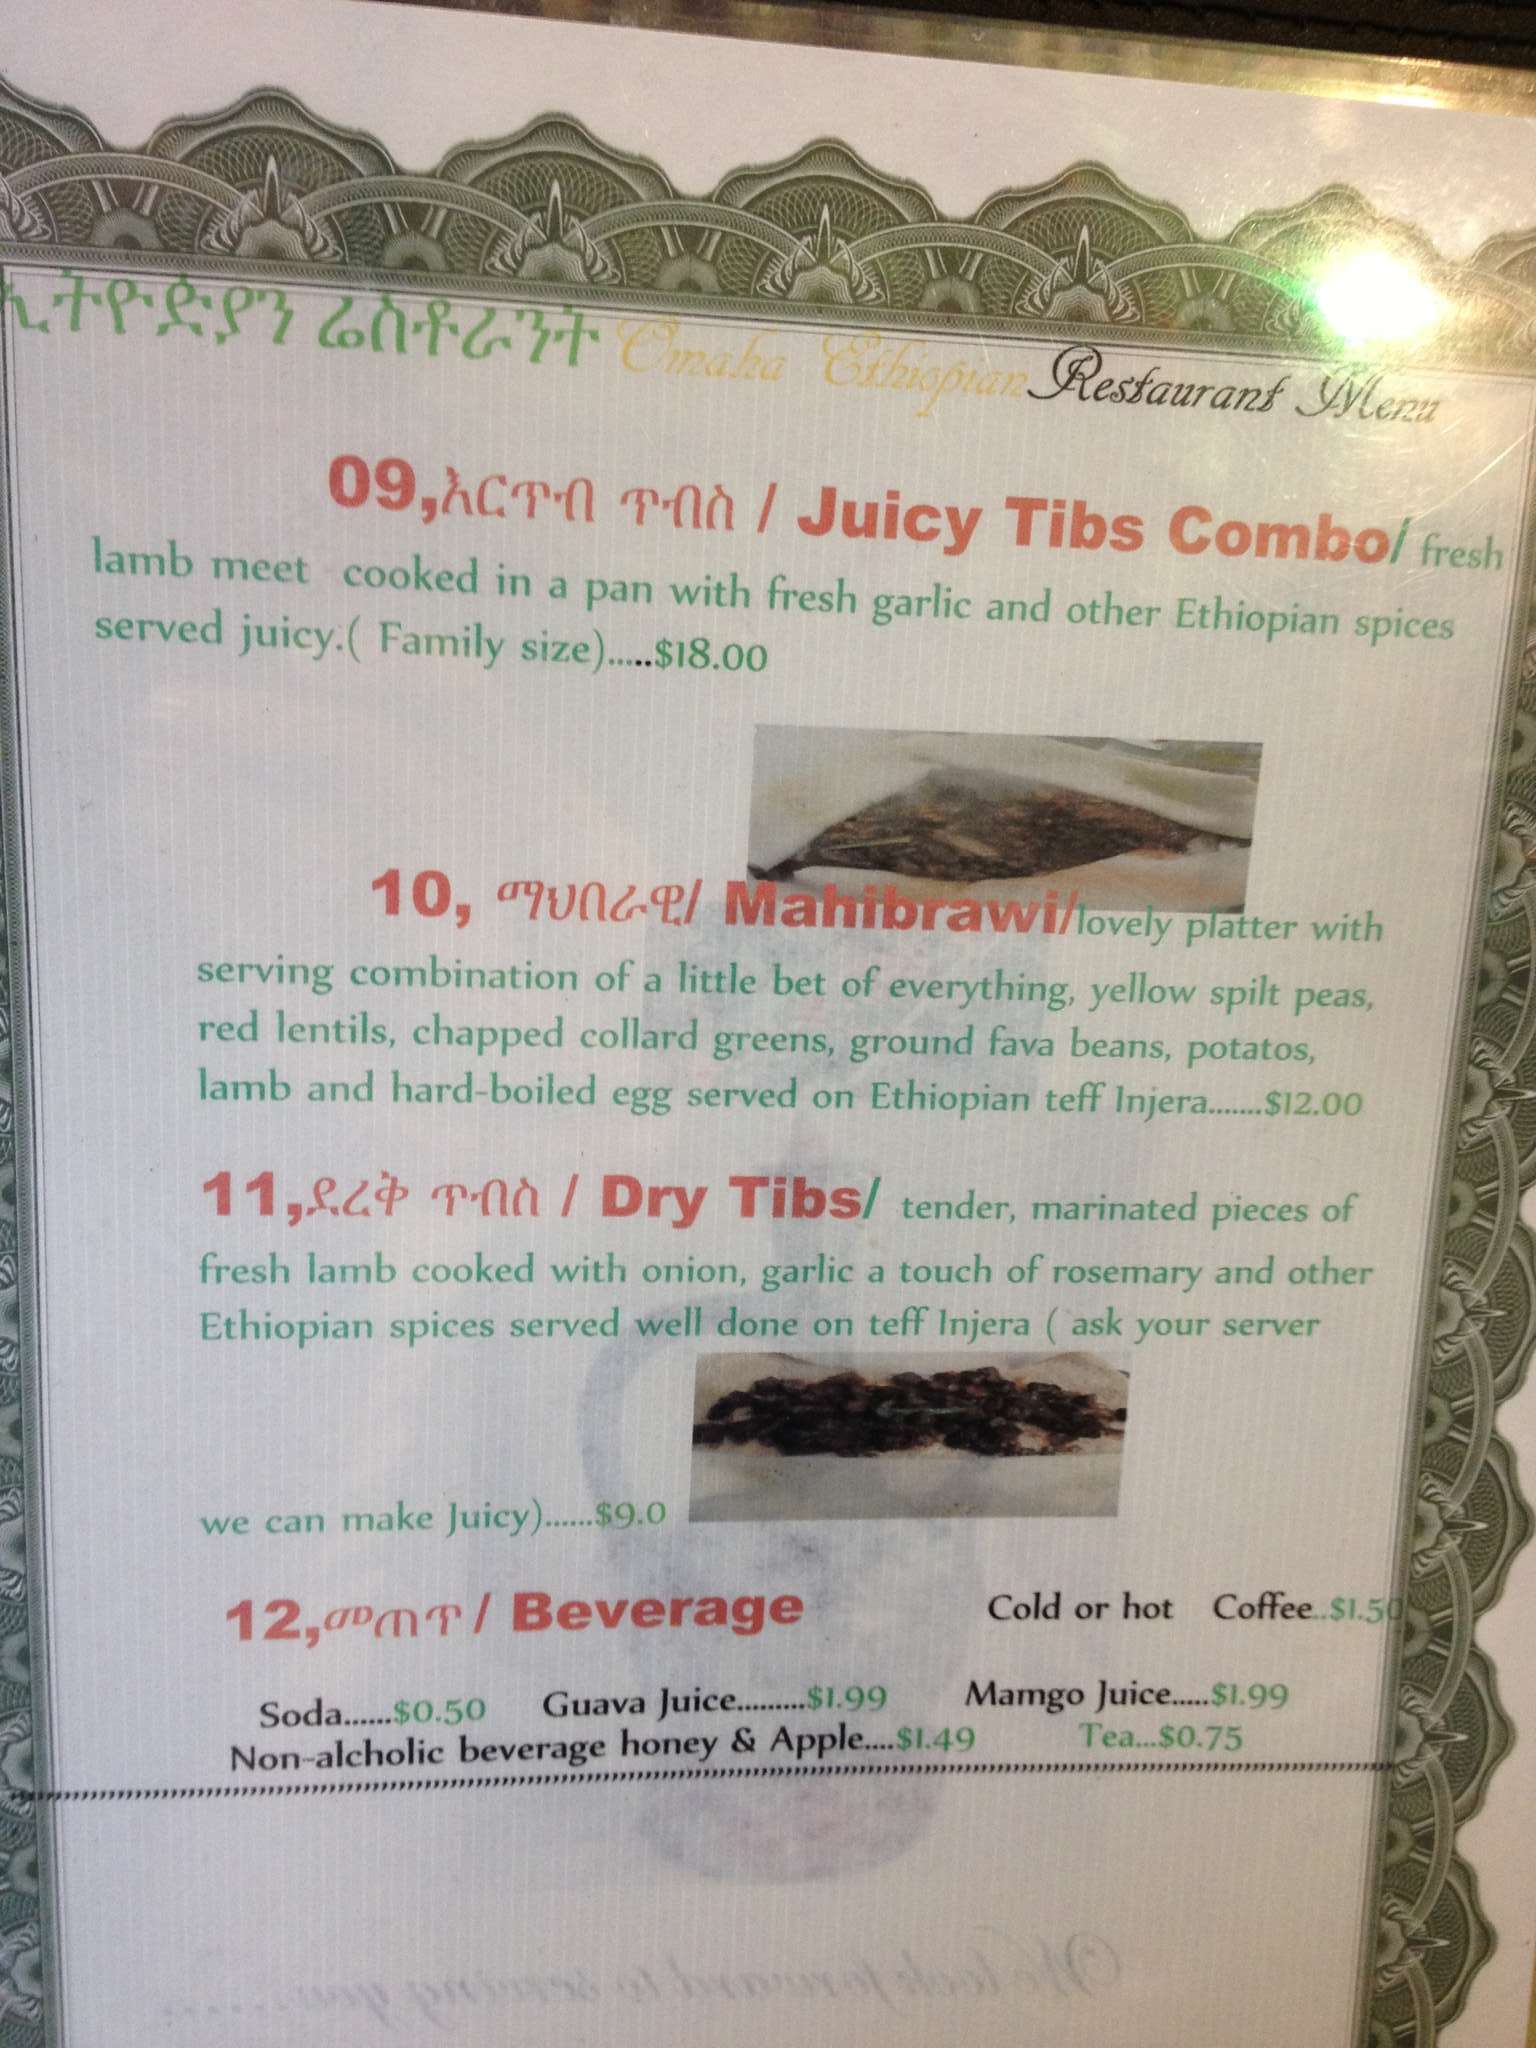 ኢትዮጵያን ሬስቶራንት Omaha Ethiopian Restaurant Menu
09,እርጥብ ጥብስ / Juicy Tibs Combo/ fresh
lamb meet cooked in a pan with fresh garlic and other Ethiopian spices
served juicy.( Family size).....$18.00
10, ማህበራዊ/ Mahibrawi/lovely platter with
serving combination of a little bet of everything, yellow spilt peas,
red lentils, chapped collard greens, ground fava beans, potatos,
lamb and hard-boiled egg served on Ethiopian teff Injera.......$12.00
11,ደረቅ ጥብስ / Dry Tibs/ tender, marinated pieces of
fresh lamb cooked with onion, garlic a touch of rosemary and other
Ethiopian spices served well done on teff Injera ( ask your server
we can make Juicy)......$9.0
12,መጠጥ / Beverage Cold or hot Coffee..$1.50
Soda......$0.50 Guava Juice.........$1.99 Mamgo Juice.....$1.99
Non-alcholic beverage honey & Apple....$1.49 Tea...$0.75
We look forward to serving you..........